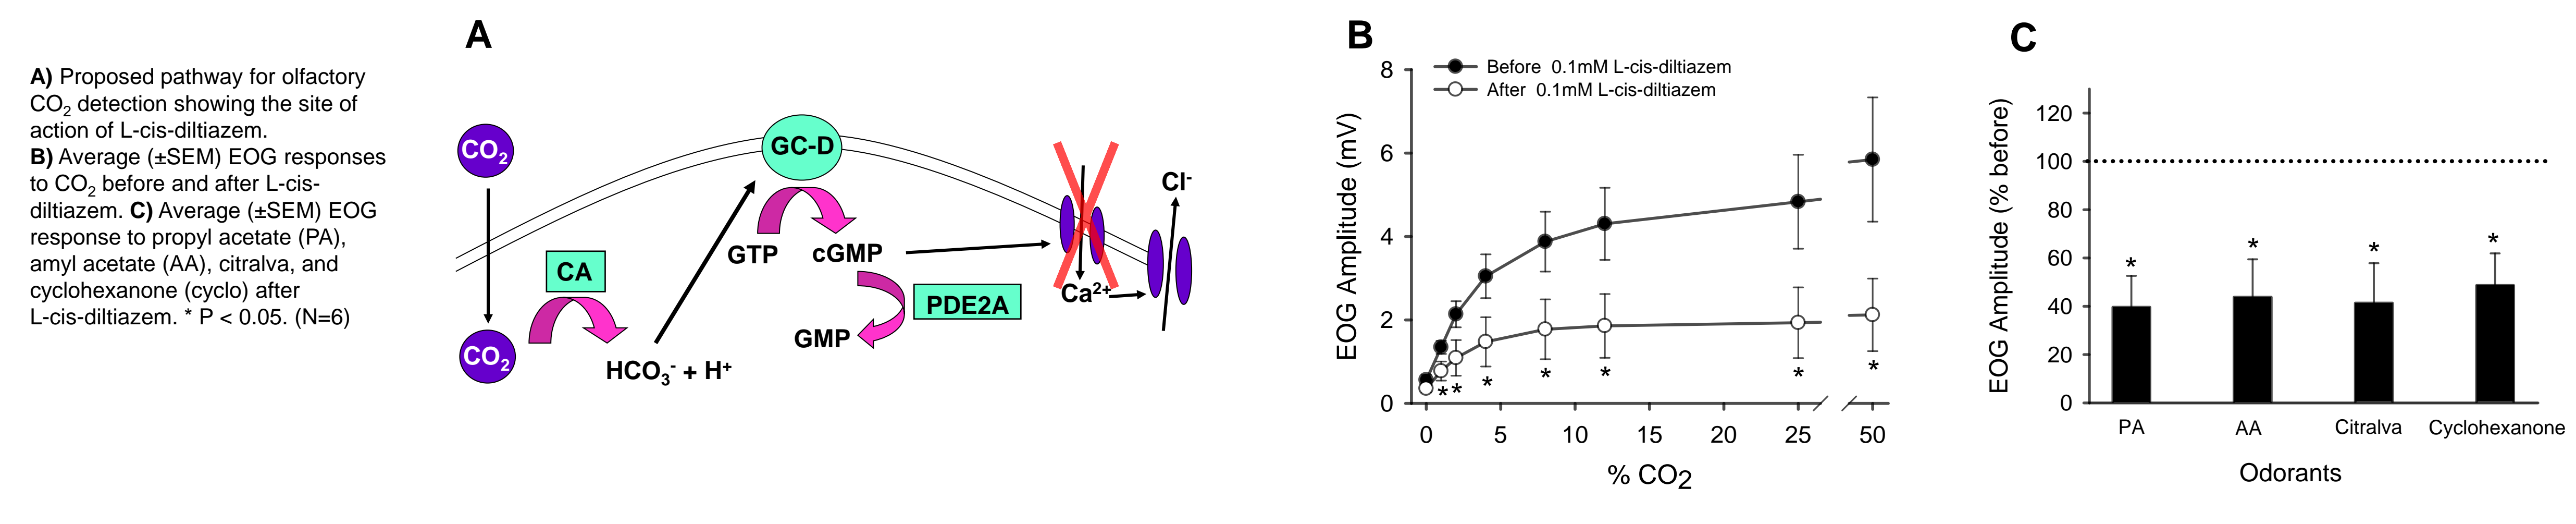 A) Proposed pathway for olfactory
CO2 detection showing the site of
action of L-cis-diltiazem.
B) Average (±SEM) EOG responses
to CO2 before and after L-cis-
diltiazem. C) Average (±SEM) EOG
response to propyl acetate (PA),
amyl acetate (AA), citralva, and
cyclohexanone (cyclo) after
L-cis-diltiazem. * P < 0.05. (N=6)
A
CO2
GC-D
Cl-
GTP
cGMP
CA
Ca2+
PDE2A
GMP
CO2
HCO3- + H+
B
Before 0.1mM L-cis-diltiazem
After 0.1mM L-cis-diltiazem
EOG Amplitude (mV)
8
6
4
2
0
* * * * * * *
0 5 10 15 20 25 50
% CO2
C
EOG Amplitude (% before)
120
100
80
60
40
20
0
* * * *
PA AA Citralva Cyclohexanone
Odorants